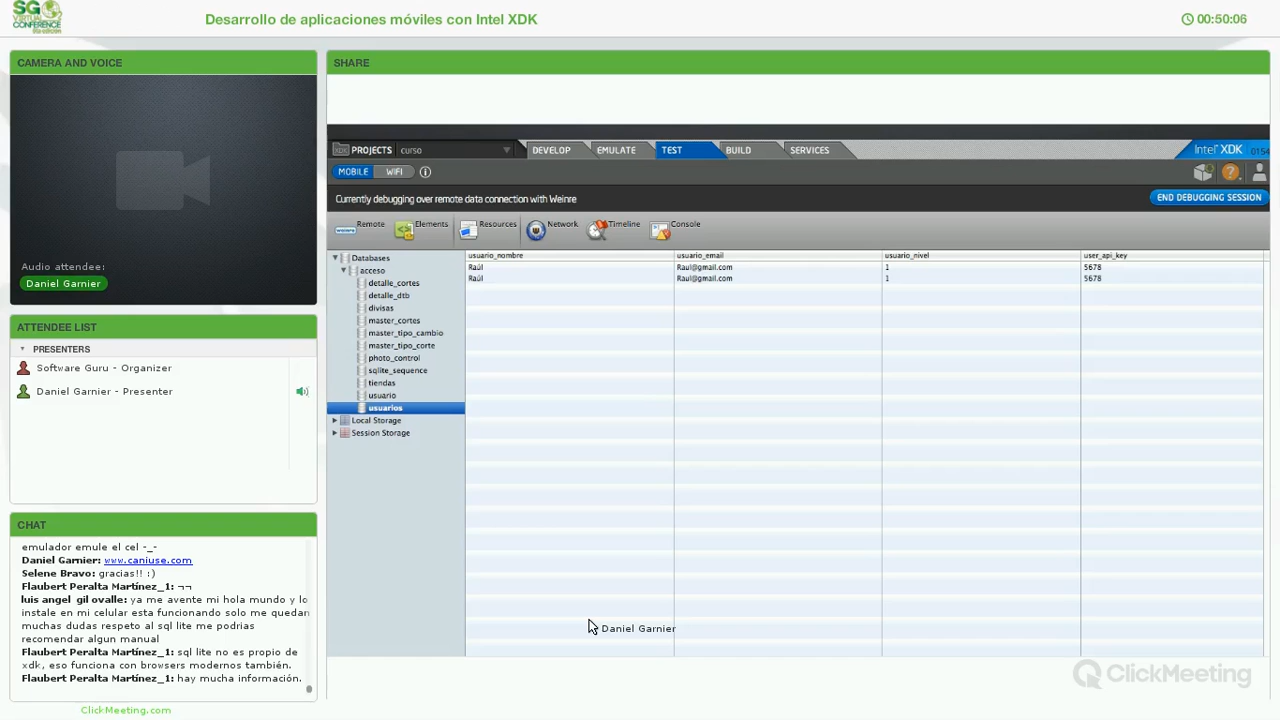 SG
VIRTUAL
CONFERENCE
Desarrollo de aplicaciones móviles con Intel XDK
00:50:06
CAMERA AND VOICE
Audio attendee:
Daniel Garnier
ATTENDEE LIST
PRESENTERS
Software Guru - Organizer
Daniel Garnier - Presenter
CHAT
emulador emule el cel -_-
Daniel Garnier: www.caniuse.com
Selene Bravo: gracias!! :)
Flaubert Peralta Martínez_1: ¬¬
luis angel gil ovalle: ya me avente mi hola mundo y lo
instale en mi celular esta funcionando solo me quedan
muchas dudas respeto al sql lite me podrias
recomendar algun manual
Flaubert Peralta Martínez_1: sql lite no es propio de
xdk, eso funciona con browsers modernos también.
Flaubert Peralta Martínez_1: hay mucha información.
ClickMeeting.com
SHARE
PROJECTS curso DEVELOP EMULATE TEST BUILD SERVICES Intel XDK 01:54
MOBILE WIFI
Currently debugging over remote data connection with Weinre END DEBUGGING SESSION
Remote Elements Resources Network Timeline Console
Databases
acceso
detalle_cortes
detalle_dtb
divisas
master_cortes
master_tipo_cambio
master_tipo_corte
photo_control
sqlite_sequence
tiendas
usuario
usuarios
Local Storage
Session Storage
usuario_nombre usuario_email usuario_nivel user_api_key
Raúl Raul@gmail.com 1 5678
Raúl Raul@gmail.com 1 5678
Daniel Garnier
ClickMeeting